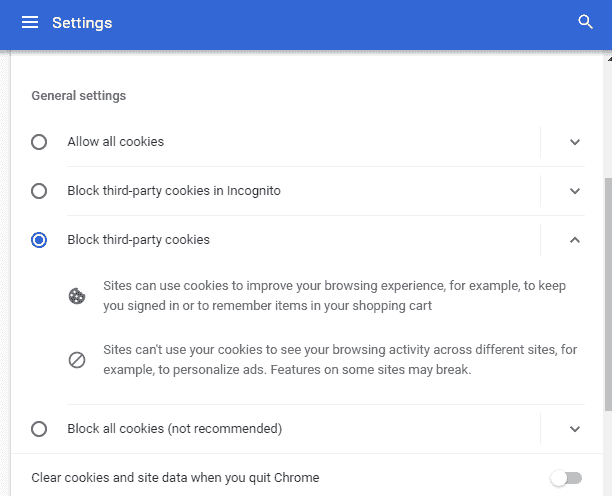 Settings
General settings
Allow all cookies
Block third-party cookies in Incognito
Block third-party cookies
Sites can use cookies to improve your browsing experience, for example, to keep
you signed in or to remember items in your shopping cart
Sites can't use your cookies to see your browsing activity across different sites, for
example, to personalize ads. Features on some sites may break.
Block all cookies (not recommended)
Clear cookies and site data when you quit Chrome